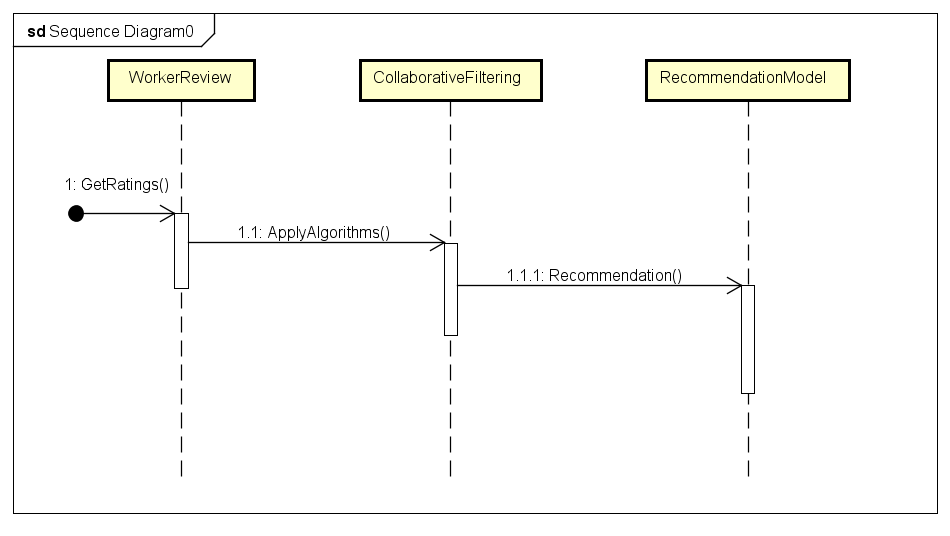 sd Sequence Diagram0
WorkerReview
CollaborativeFiltering
RecommendationModel
1: GetRatings()
1.1: ApplyAlgorithms()
1.1.1: Recommendation()